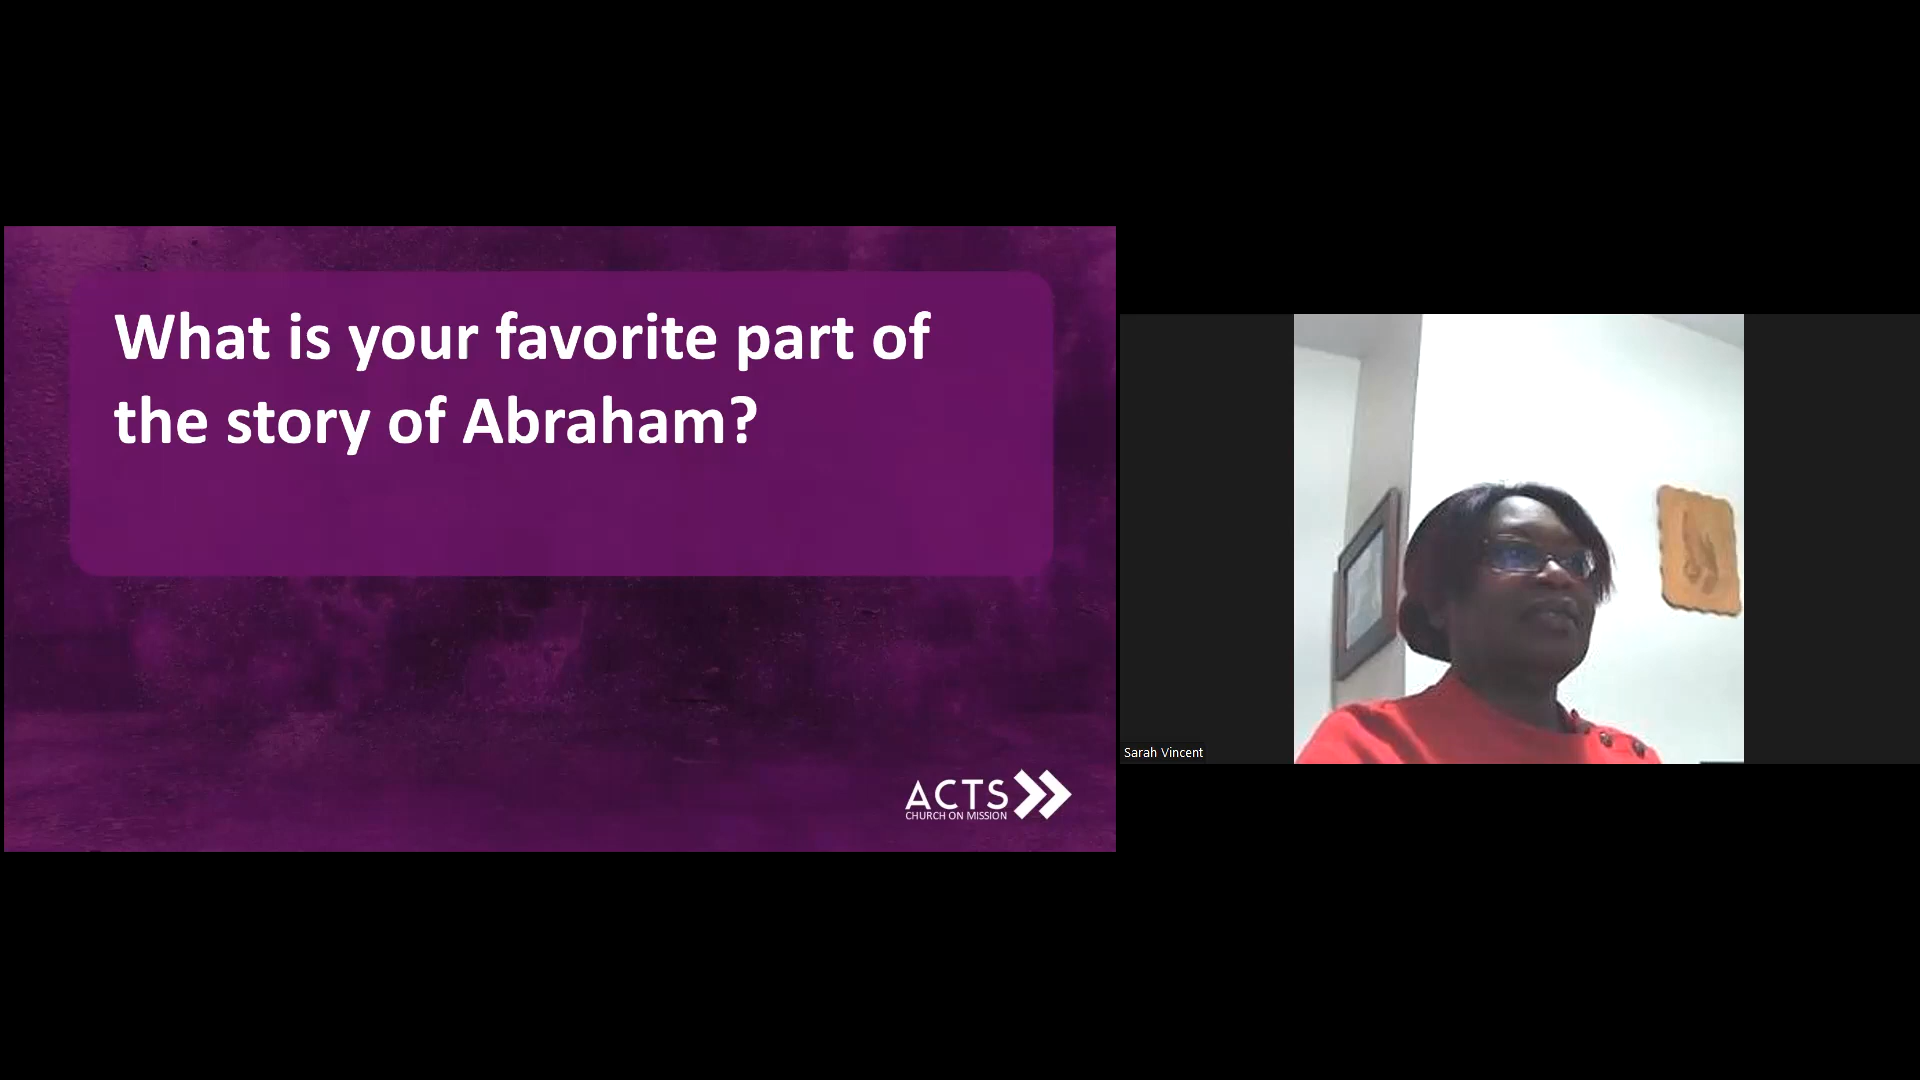 What is your favorite part of
the story of Abraham?
ACTS
CHURCH ON MISSION
Sarah Vincent